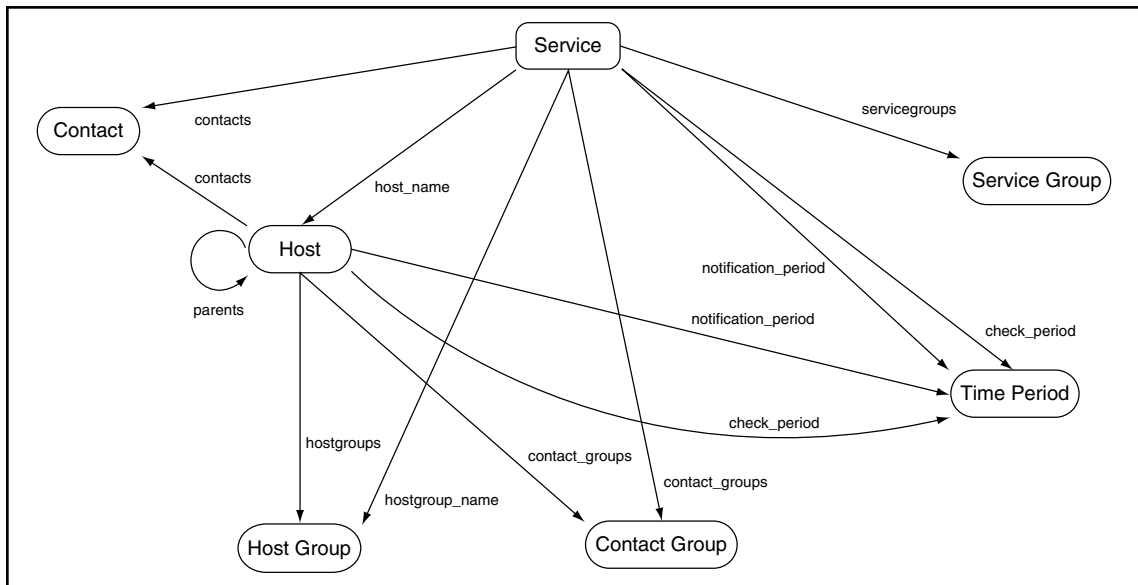 Service
servicegroups
contacts
Contact
contacts
host_name
Service Group
Host
notification_period
parents
notification_period
check_period
Time Period
check_period
hostgroups
contact_groups
contact_groups
hostgroup_name
Host Group
Contact Group